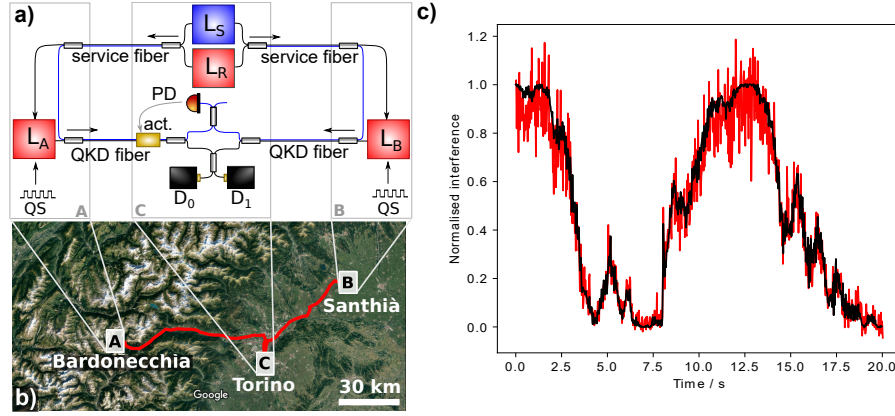 a)
L_S
service fiber
service fiber
L_R
PD
act.
L_A
L_B
QKD fiber
QKD fiber
D_0
D_1
QS
QS
A
C
B
B
Santhià
A
Bardonecchia
C
Torino
Google
30 km
b)
c)
Normalised interference
1.2
1.0
0.8
0.6
0.4
0.2
0.0
0.0
2.5
5.0
7.5
10.0
12.5
15.0
17.5
20.0
Time / s